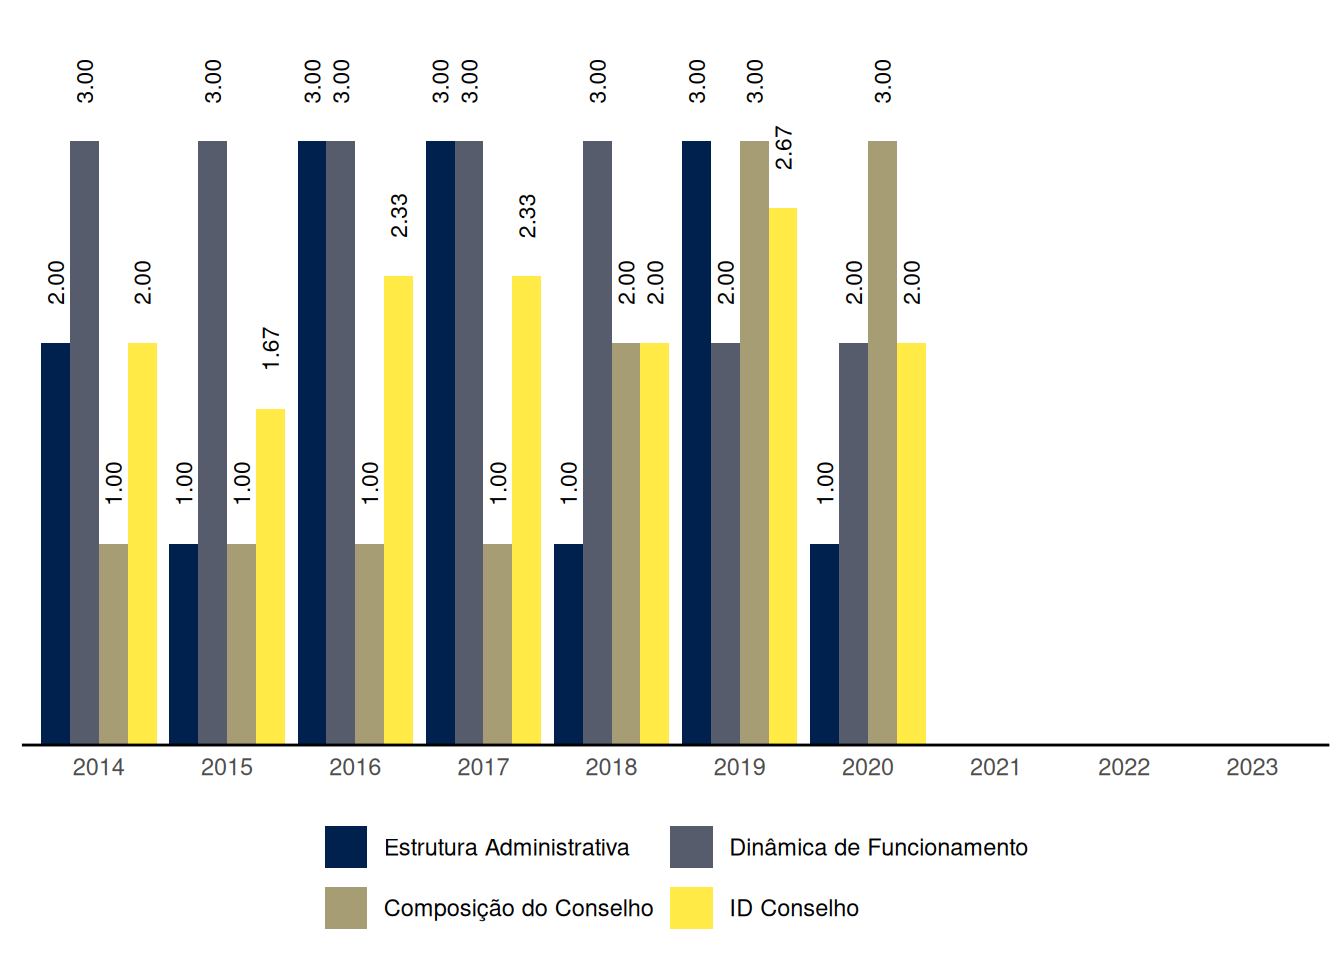 3.00 3.00 3.00 3.00 3.00 3.00 3.00 3.00 3.00 3.00
2.67
2.33 2.33
2.00 2.00 2.00 2.00 2.00 2.00 2.00
1.67
1.00 1.00 1.00 1.00 1.00 1.00 1.00
2014 2015 2016 2017 2018 2019 2020 2021 2022 2023
Estrutura Administrativa Dinâmica de Funcionamento
Composição do Conselho ID Conselho